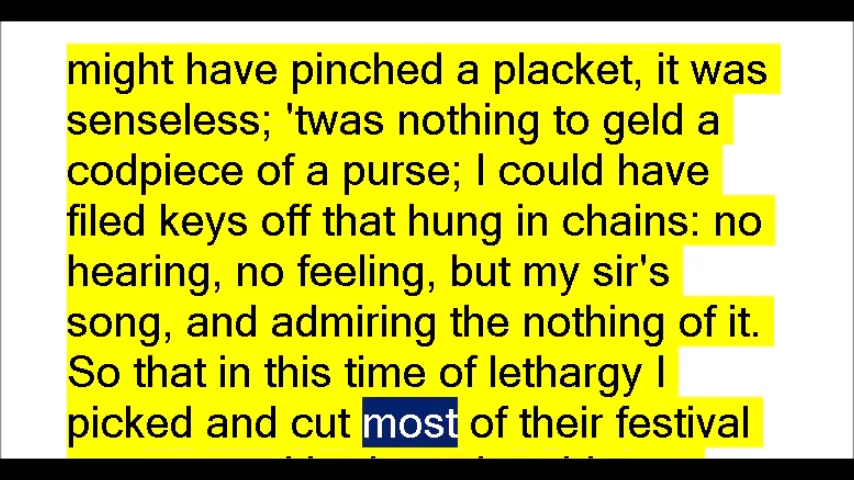 might have pinched a placket, it was
senseless; 'twas nothing to geld a
codpiece of a purse; I could have
filed keys off that hung in chains: no
hearing, no feeling, but my sir's
song, and admiring the nothing of it.
So that in this time of lethargy I
picked and cut most of their festival